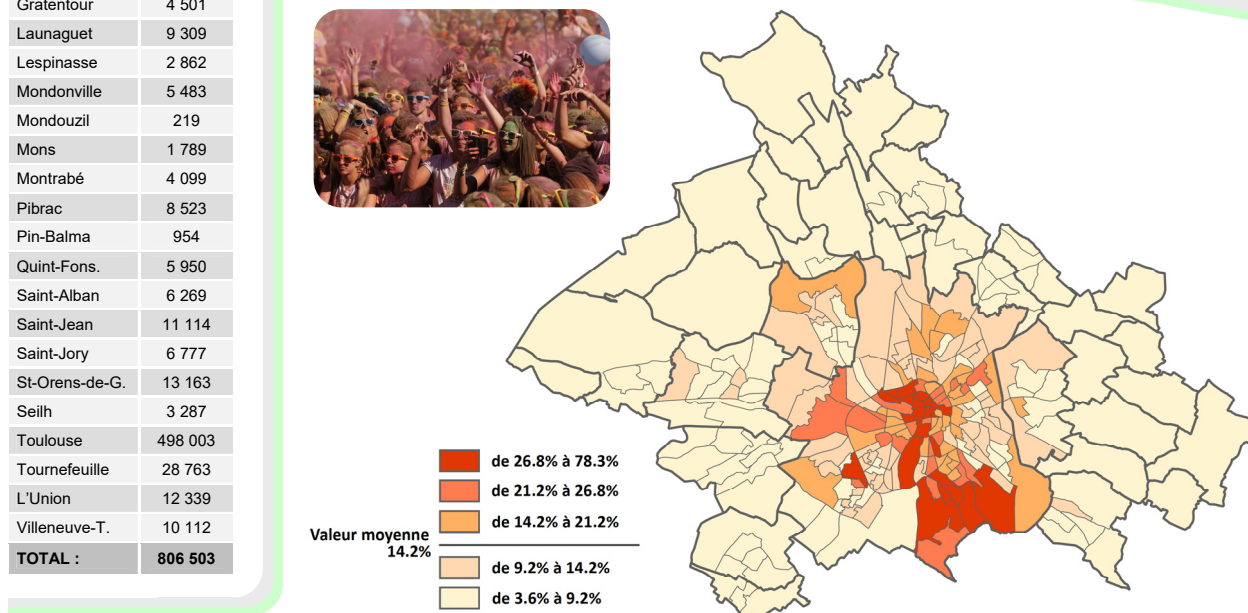 Gratentour 4 501
Launaguet 9 309
Lespinasse 2 862
Mondonville 5 483
Mondouzil 219
Mons 1 789
Montrabé 4 099
Pibrac 8 523
Pin-Balma 954
Quint-Fons. 5 950
Saint-Alban 6 269
Saint-Jean 11 114
Saint-Jory 6 777
St-Orens-de-G. 13 163
Seilh 3 287
Toulouse 498 003
Tournefeuille 28 763
L'Union 12 339
Villeneuve-T. 10 112
TOTAL : 806 503
de 26.8% à 78.3%
de 21.2% à 26.8%
de 14.2% à 21.2%
Valeur moyenne
14.2%
de 9.2% à 14.2%
de 3.6% à 9.2%